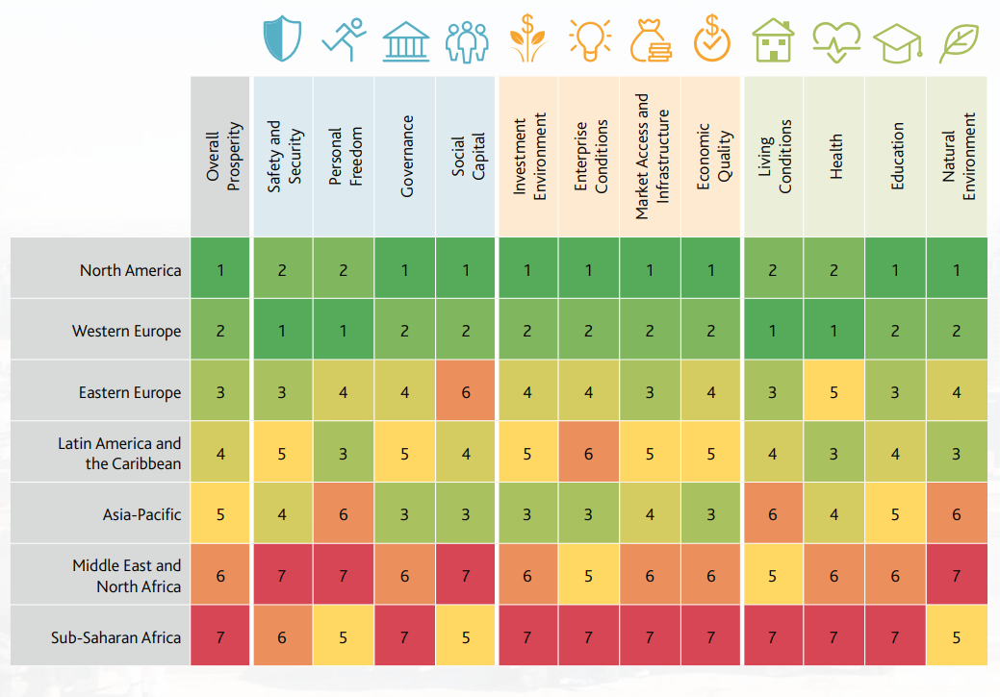 Overall
Prosperity
Safety and
Security
Personal
Freedom
Governance
Social
Capital
Investment
Environment
Enterprise
Conditions
Market Access and
Infrastructure
Economic
Quality
Living
Conditions
Health
Education
Natural
Environment
North America 1 2 2 1 1 1 1 1 1 2 2 1 1
Western Europe 2 1 1 2 2 2 2 2 2 1 1 2 2
Eastern Europe 3 3 4 4 6 4 4 3 4 3 5 3 4
Latin America and
the Caribbean 4 5 3 5 4 5 6 5 5 4 3 4 3
Asia-Pacific 5 4 6 3 3 3 3 4 3 6 4 5 6
Middle East and
North Africa 6 7 7 6 7 6 5 6 6 5 6 6 7
Sub-Saharan Africa 7 6 5 7 5 7 7 7 7 7 7 7 5